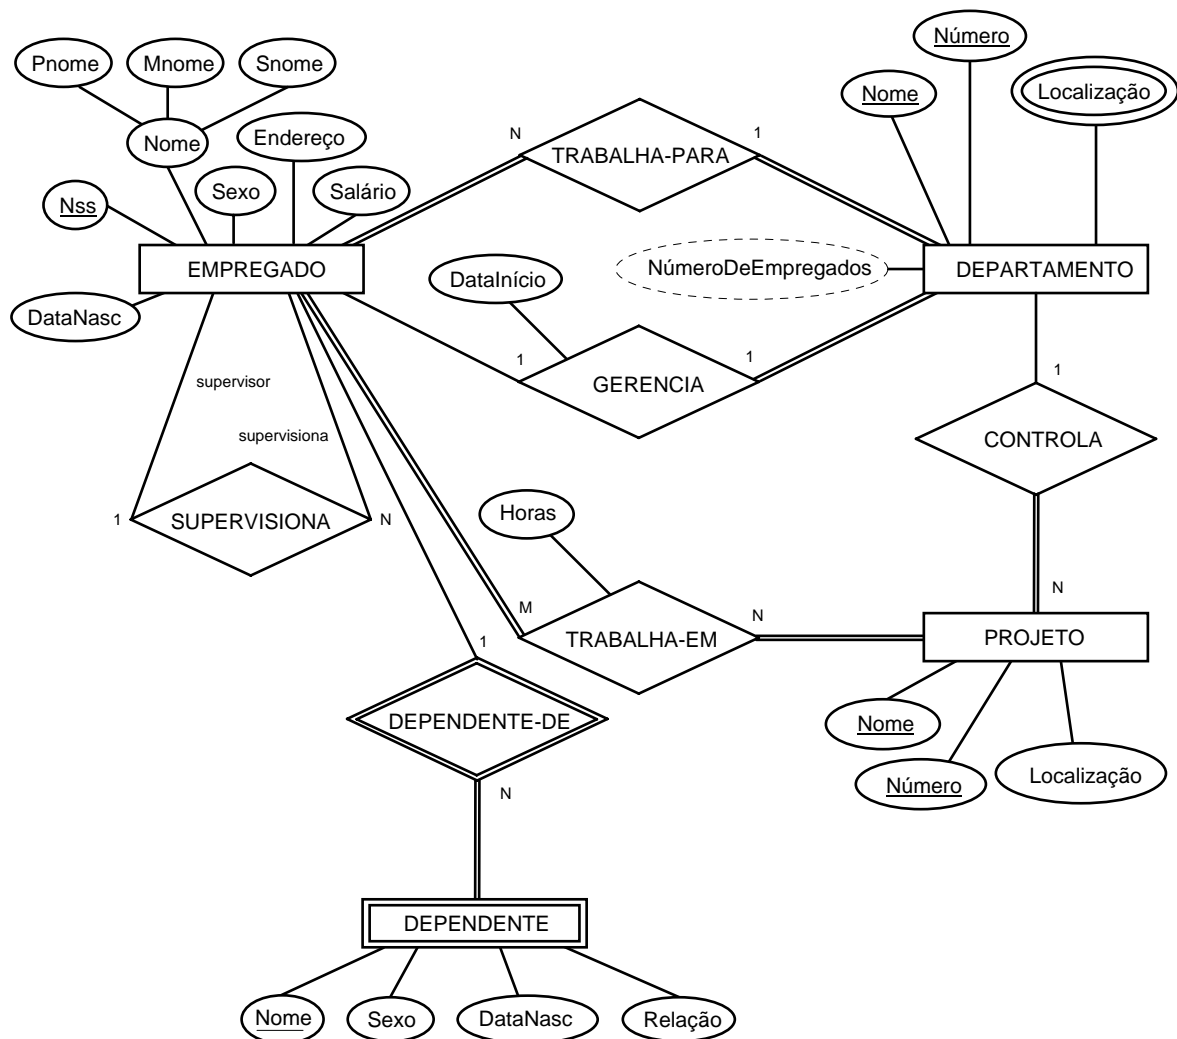 Número
Pnome
Mnome
Snome
Nome
Localização
Nome
Endereço
N
TRABALHA-PARA
1
Sexo
Salário
Nss
EMPREGADO
NúmeroDeEmpregados
DEPARTAMENTO
DataInício
DataNasc
1
GERENCIA
1
1
supervisor
supervisiona
CONTROLA
1
SUPERVISIONA
N
Horas
N
M
TRABALHA-EM
N
PROJETO
1
DEPENDENTE-DE
Nome
Número
Localização
N
DEPENDENTE
Nome
Sexo
DataNasc
Relação